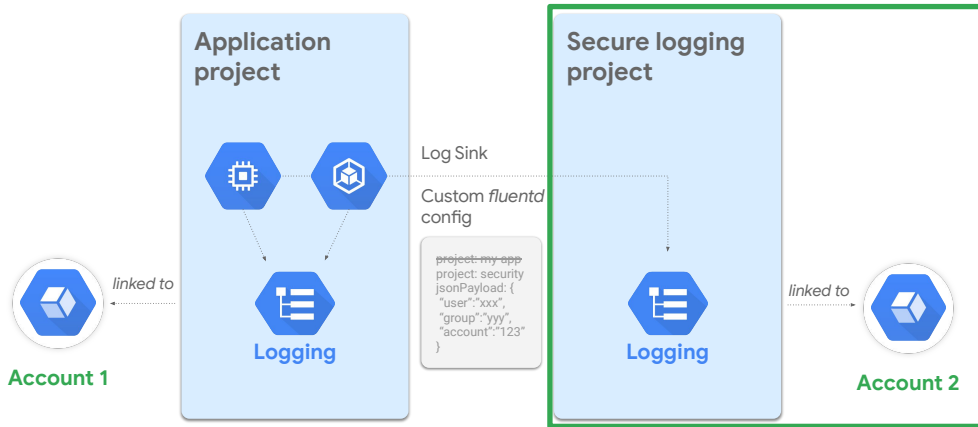 Application
project
Secure logging
project
Log Sink
Custom fluentd
config
project: my app
project: security
jsonPayload: {
"user":"xxx",
"group":"yyy",
"account":"123"
}
linked to
Account 1
Logging
Logging
linked to
Account 2